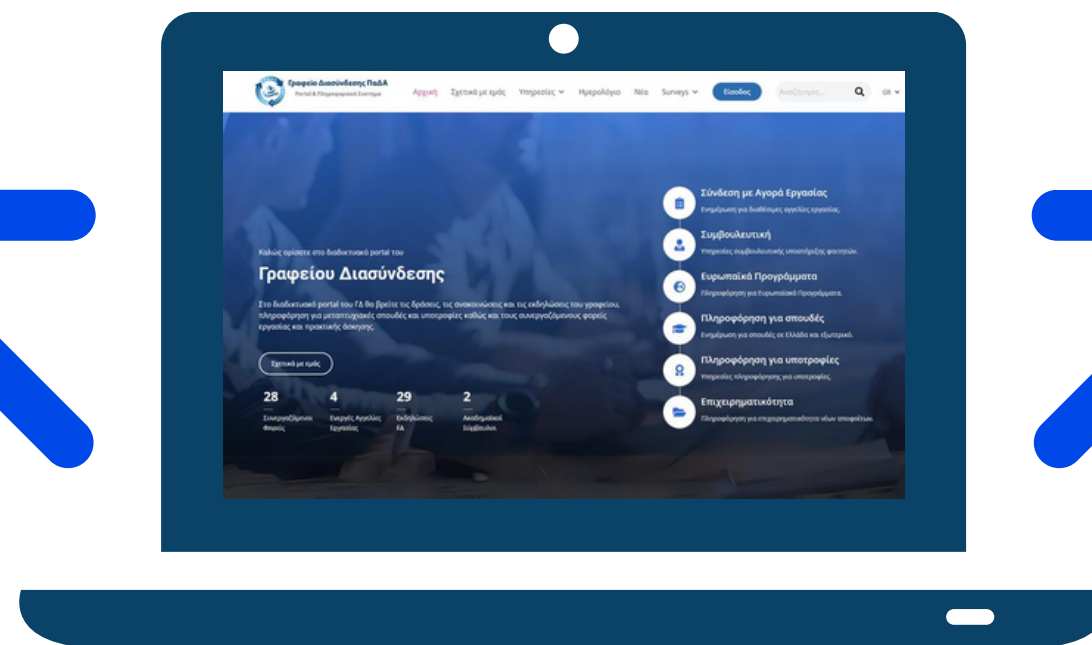 Γραφείο Διασύνδεσης ΠαΔΑ
Portal & Πληροφοριακό Σύστημα
Αρχική Σχετικά με εμάς Υπηρεσίες Ημερολόγιο Νέα Surveys Είσοδος Αναζήτηση... GR
Καλώς ορίσατε στο διαδικτυακό portal του
Γραφείου Διασύνδεσης
Στο διαδικτυακό portal του ΓΔ θα βρείτε τις δράσεις, τις ανακοινώσεις και τις εκδηλώσεις του γραφείου,
πληροφόρηση για μεταπτυχιακές σπουδές και υποτροφίες καθώς και τους συνεργαζόμενους φορείς
εργασίας και πρακτικής άσκησης.
Σχετικά με εμάς
28 4 29 2
Συνεργαζόμενοι Ενεργές Αγγελίες Εκδηλώσεις Ακαδημαϊκοί
Φορείς Εργασίας ΓΔ Σύμβουλοι
Σύνδεση με Αγορά Εργασίας
Ενημέρωση για διαθέσιμες αγγελίες εργασίας.
Συμβουλευτική
Υπηρεσίες συμβουλευτικής υποστήριξης φοιτητών.
Ευρωπαϊκά Προγράμματα
Πληροφόρηση για Ευρωπαϊκά Προγράμματα.
Πληροφόρηση για σπουδές
Ενημέρωση για σπουδές σε Ελλάδα και εξωτερικό.
Πληροφόρηση για υποτροφίες
Υπηρεσίες πληροφόρησης για υποτροφίες.
Επιχειρηματικότητα
Πληροφόρηση για επιχειρηματικότητα νέων αποφοίτων.